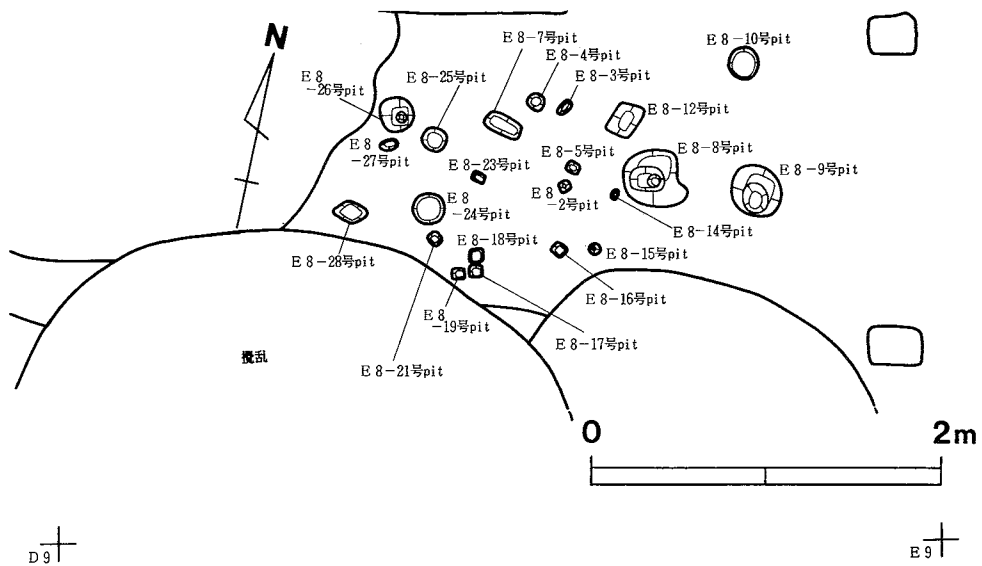 N
E 8-7号pit
E 8-4号pit
E 8-10号pit
E 8
-26号pit
E 8-25号pit
E 8-3号pit
E 8-12号pit
E 8
-27号pit
E 8-5号pit
E 8-8号pit
E 8-23号pit
E 8-9号pit
E 8
-2号pit
E 8
-24号pit
E 8-14号pit
E 8-18号pit
E 8-15号pit
E 8-28号pit
E 8-16号pit
E 8
-19号pit
E 8-17号pit
攪乱
E 8-21号pit
0
2m
D9
E9